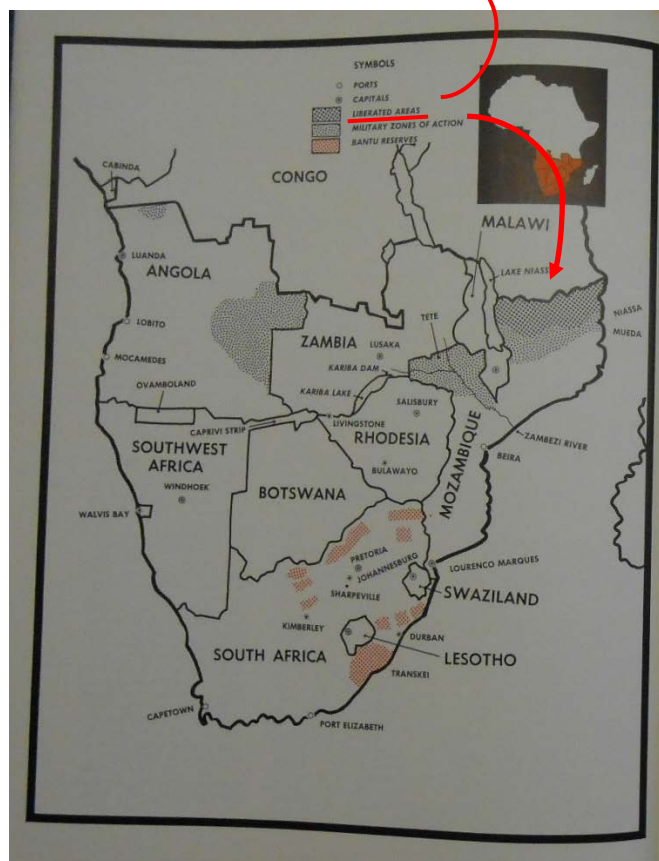 SYMBOLS
PORTS
CAPITALS
LIBERATED AREAS
MILITARY ZONES OF ACTION
BANTU RESERVES
CABINDA
CONGO
MALAWI
LUANDA
ANGOLA
LAKE NIASS
NIASSA
LOBITO
TETE
MUEDA
ZAMBIA
LUSAKA
MOCAMEDES
KARIBA DAM
OVAMBOLAND
KARIBA LAKE
SALISBURY
CAPRIVI STRIP
LIVINGSTONE
ZAMBEZI RIVER
SOUTHWEST
AFRICA
RHODESIA
MOZAMBIQUE
BEIRA
WINDHOEK
BOTSWANA
BULAWAYO
WALVIS BAY
PRETORIA
JOHANNESBURG
LOURENCO MARQUES
SHARPEVILLE
SWAZILAND
KIMBERLEY
DURBAN
SOUTH AFRICA
LESOTHO
TRANSKEI
CAPETOWN
PORT ELIZABETH